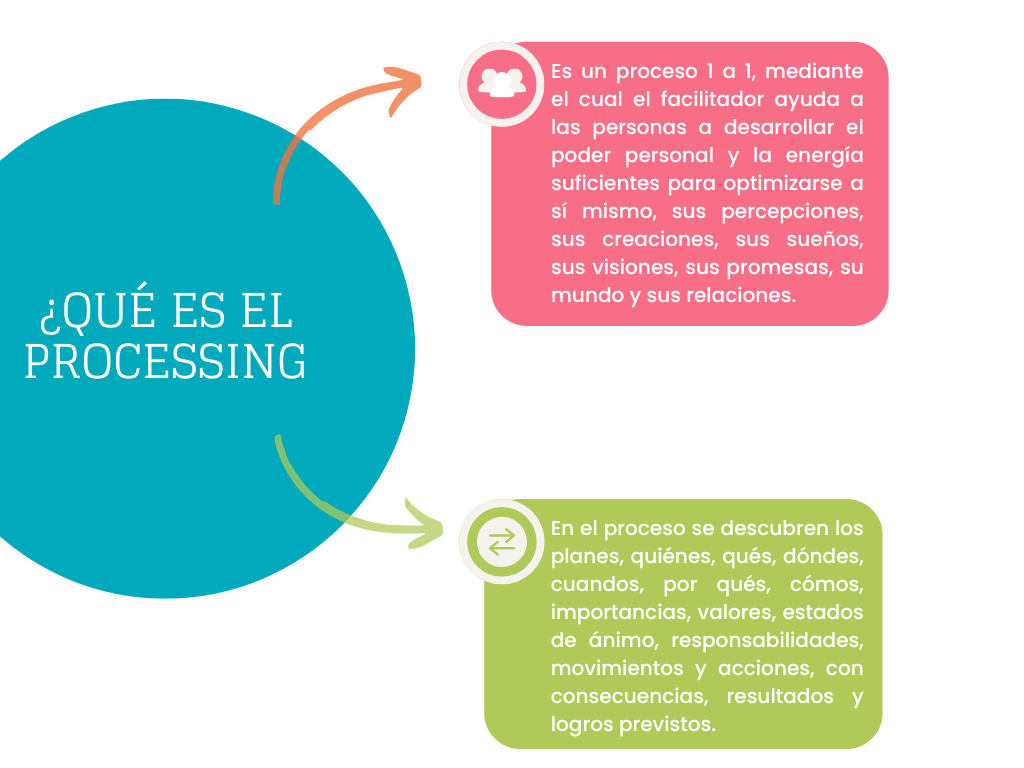 ¿QUÉ ES EL
PROCESSING
Es un proceso 1 a 1, mediante
el cual el facilitador ayuda a
las personas a desarrollar el
poder personal y la energía
suficientes para optimizarse a
sí mismo, sus percepciones,
sus creaciones, sus sueños,
sus visiones, sus promesas, su
mundo y sus relaciones.
En el proceso se descubren los
planes, quiénes, qués, dóndes,
cuandos, por qués, cómos,
importancias, valores, estados
de ánimo, responsabilidades,
movimientos y acciones, con
consecuencias, resultados y
logros previstos.